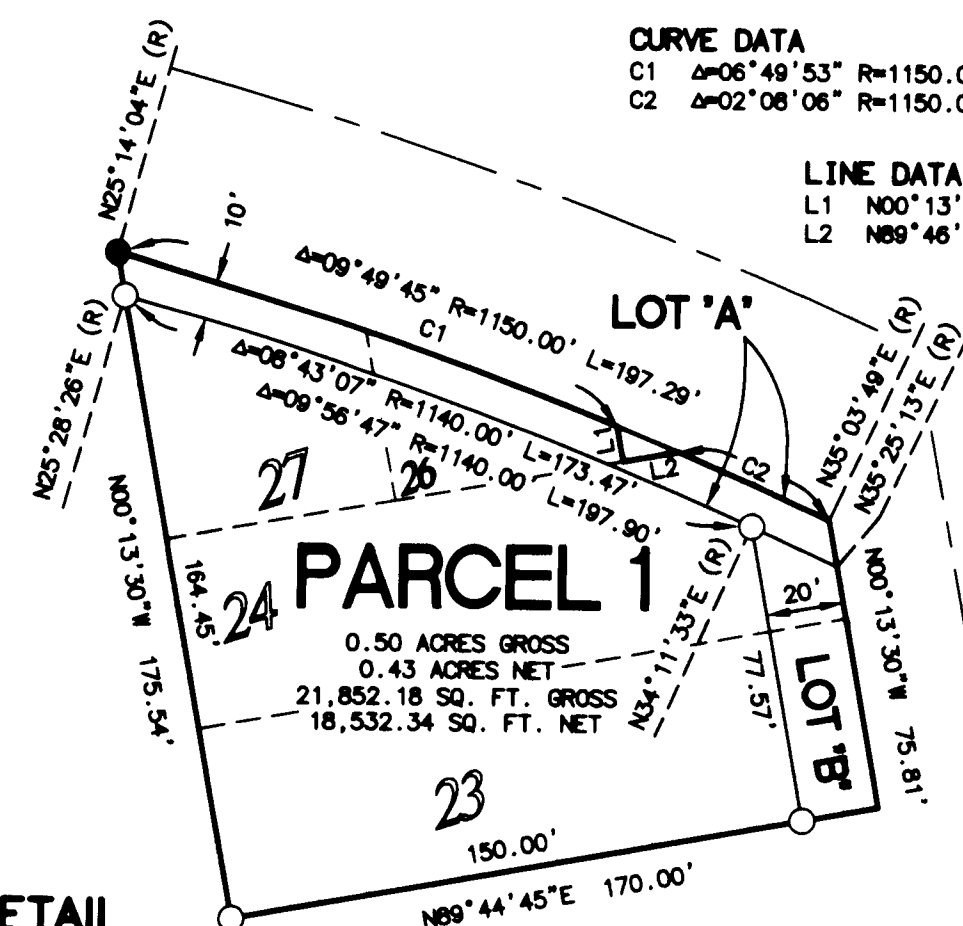 CURVE DATA
C1 Δ=06°49'53" R=1150.0
C2 Δ=02°08'06" R=1150.0
LINE DATA
L1 N00°13'
L2 N89°46'
N25°14'04"E (R)
10'
Δ=09°49'45" R=1150.00' L=197.29'
C1
LOT "A"
Δ=08°43'07" R=1140.00' L=173.47'
Δ=09°56'47" R=1140.00' L=197.90'
L1
L2
C2
N35°03'49"E (R)
N35°25'13"E (R)
N25°28'26"E (R)
27
26
N00°13'30"W 175.54'
164.45'
24
PARCEL 1
0.50 ACRES GROSS
0.43 ACRES NET
21,852.18 SQ. FT. GROSS
18,532.34 SQ. FT. NET
N34°11'33"E (R)
20'
77.57'
LOT "B"
N00°13'30"W 75.81'
23
150.00'
N89°44'45"E 170.00'
ETAIL